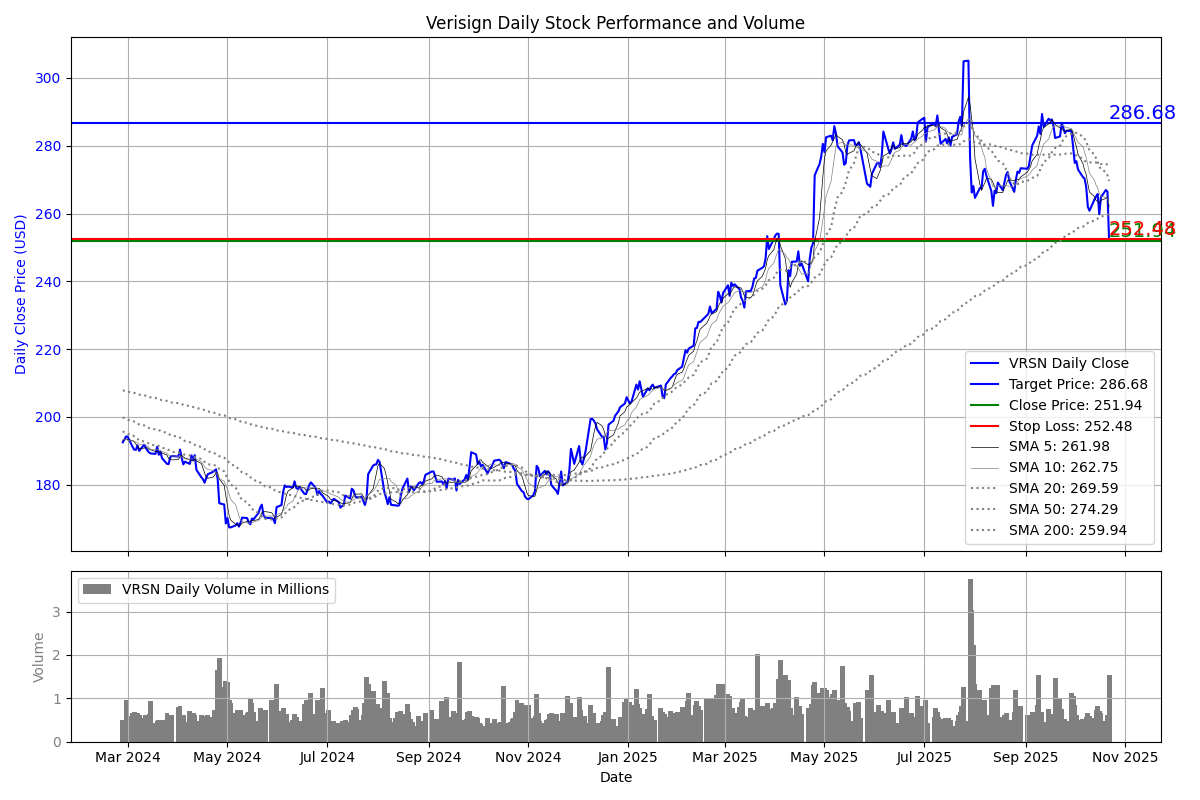 Verisign Daily Stock Performance and Volume
Daily Close Price (USD)
300
280
260
240
220
200
180
286.68
252.48
251.94
VRSN Daily Close
Target Price: 286.68
Close Price: 251.94
Stop Loss: 252.48
SMA 5: 261.98
SMA 10: 262.75
SMA 20: 269.59
SMA 50: 274.29
SMA 200: 259.94
VRSN Daily Volume in Millions
Volume
3
2
1
0
Mar 2024 May 2024 Jul 2024 Sep 2024 Nov 2024 Jan 2025 Mar 2025 May 2025 Jul 2025 Sep 2025 Nov 2025
Date